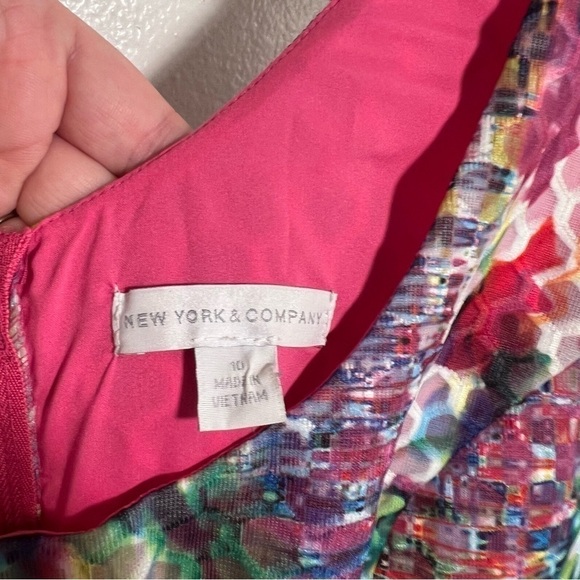 NEW YORK & COMPANY
10
MADE IN
VIETNAM